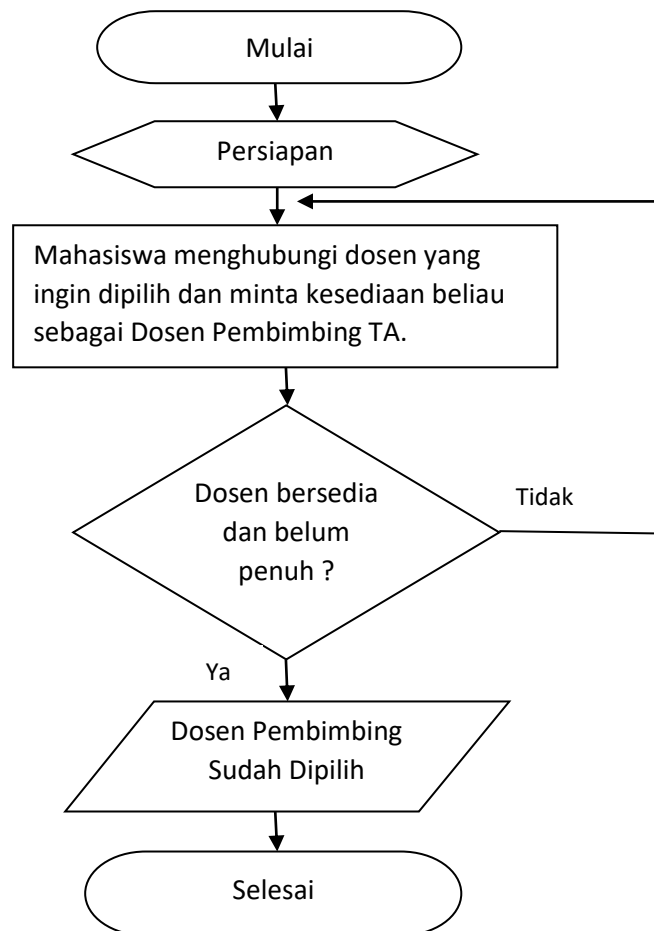 Mulai
Persiapan
Mahasiswa menghubungi dosen yang
ingin dipilih dan minta kesediaan beliau
sebagai Dosen Pembimbing TA.
Dosen bersedia
dan belum
penuh ?
Tidak
Ya
Dosen Pembimbing
Sudah Dipilih
Selesai